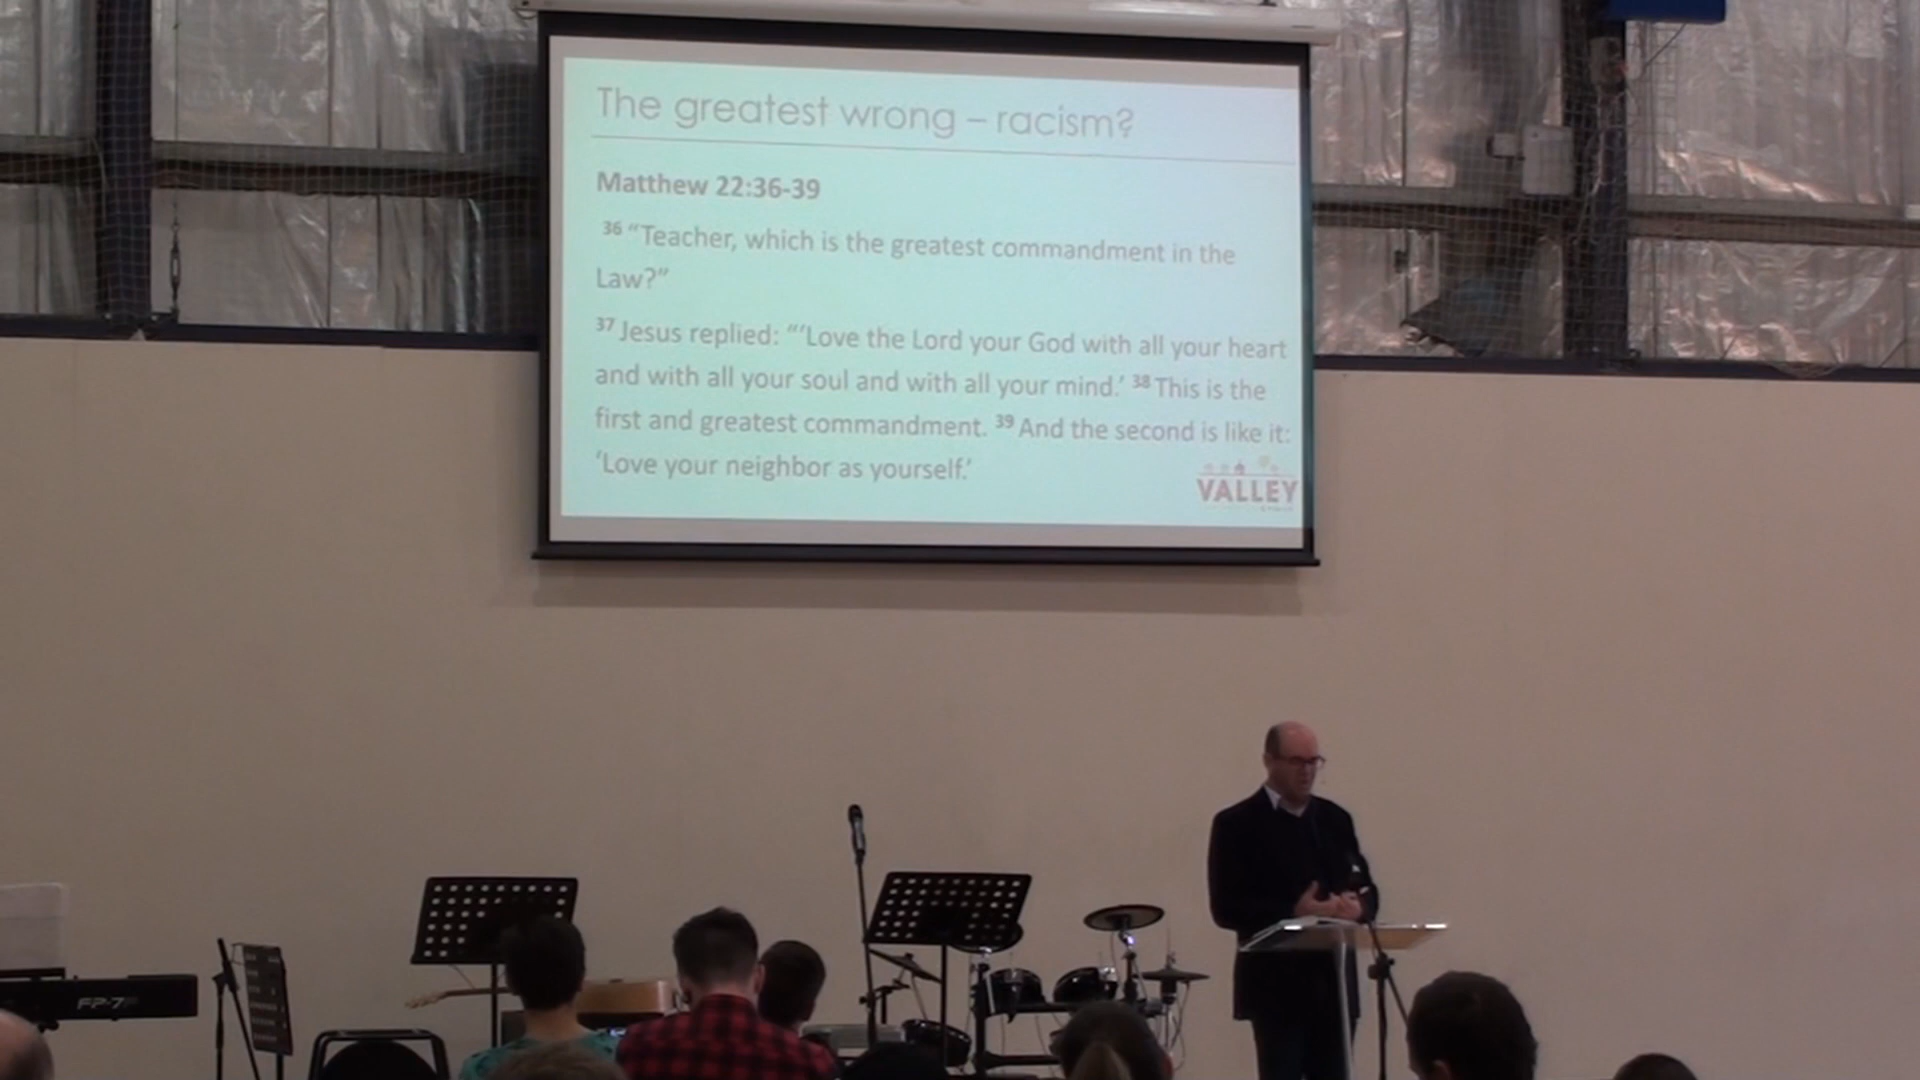 The greatest wrong – racism?
Matthew 22:36-39
36 “Teacher, which is the greatest commandment in the
Law?”
37 Jesus replied: “‘Love the Lord your God with all your heart
and with all your soul and with all your mind.’ 38 This is the
first and greatest commandment. 39 And the second is like it:
‘Love your neighbor as yourself.’
VALLEY
FP-7F